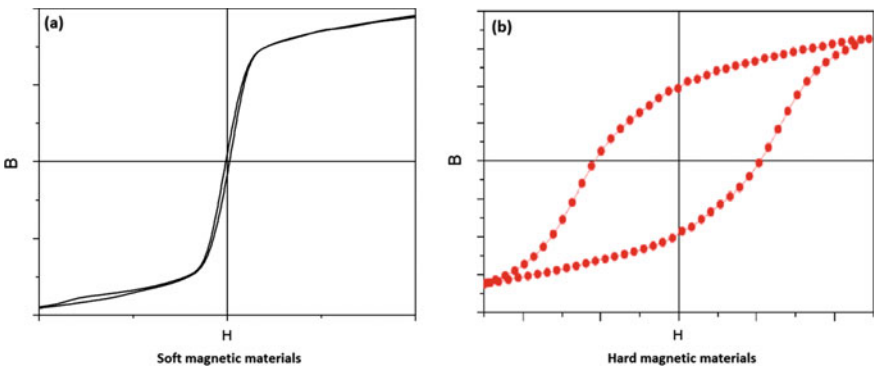 (a)
B
H
Soft magnetic materials
(b)
B
H
Hard magnetic materials